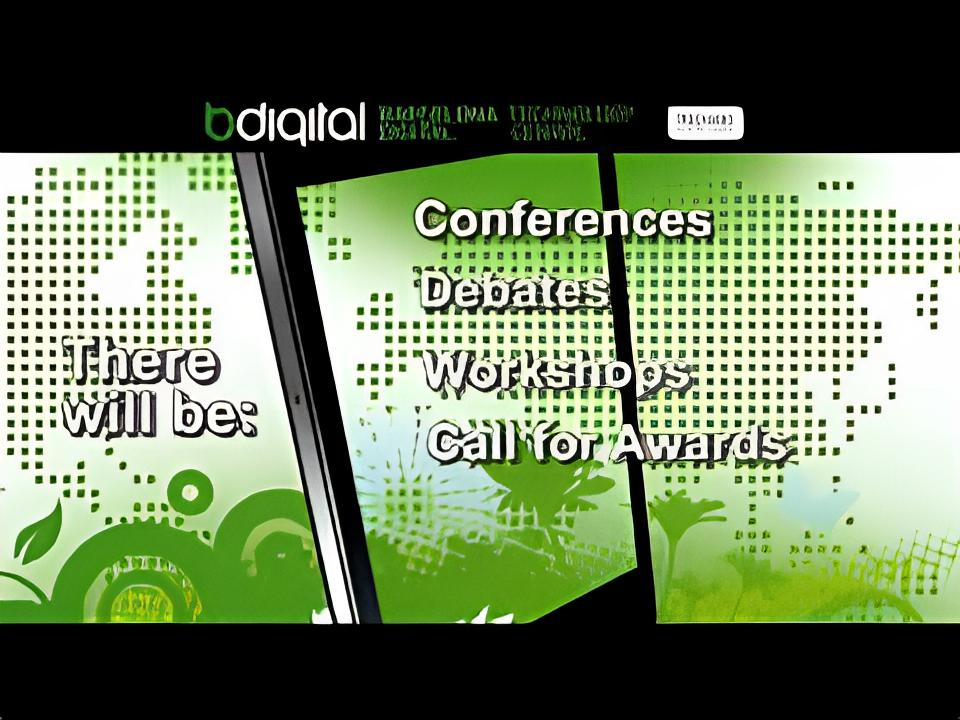 bdigital
There
will be:
Conferences
Debates
Workshops
Call for Awards